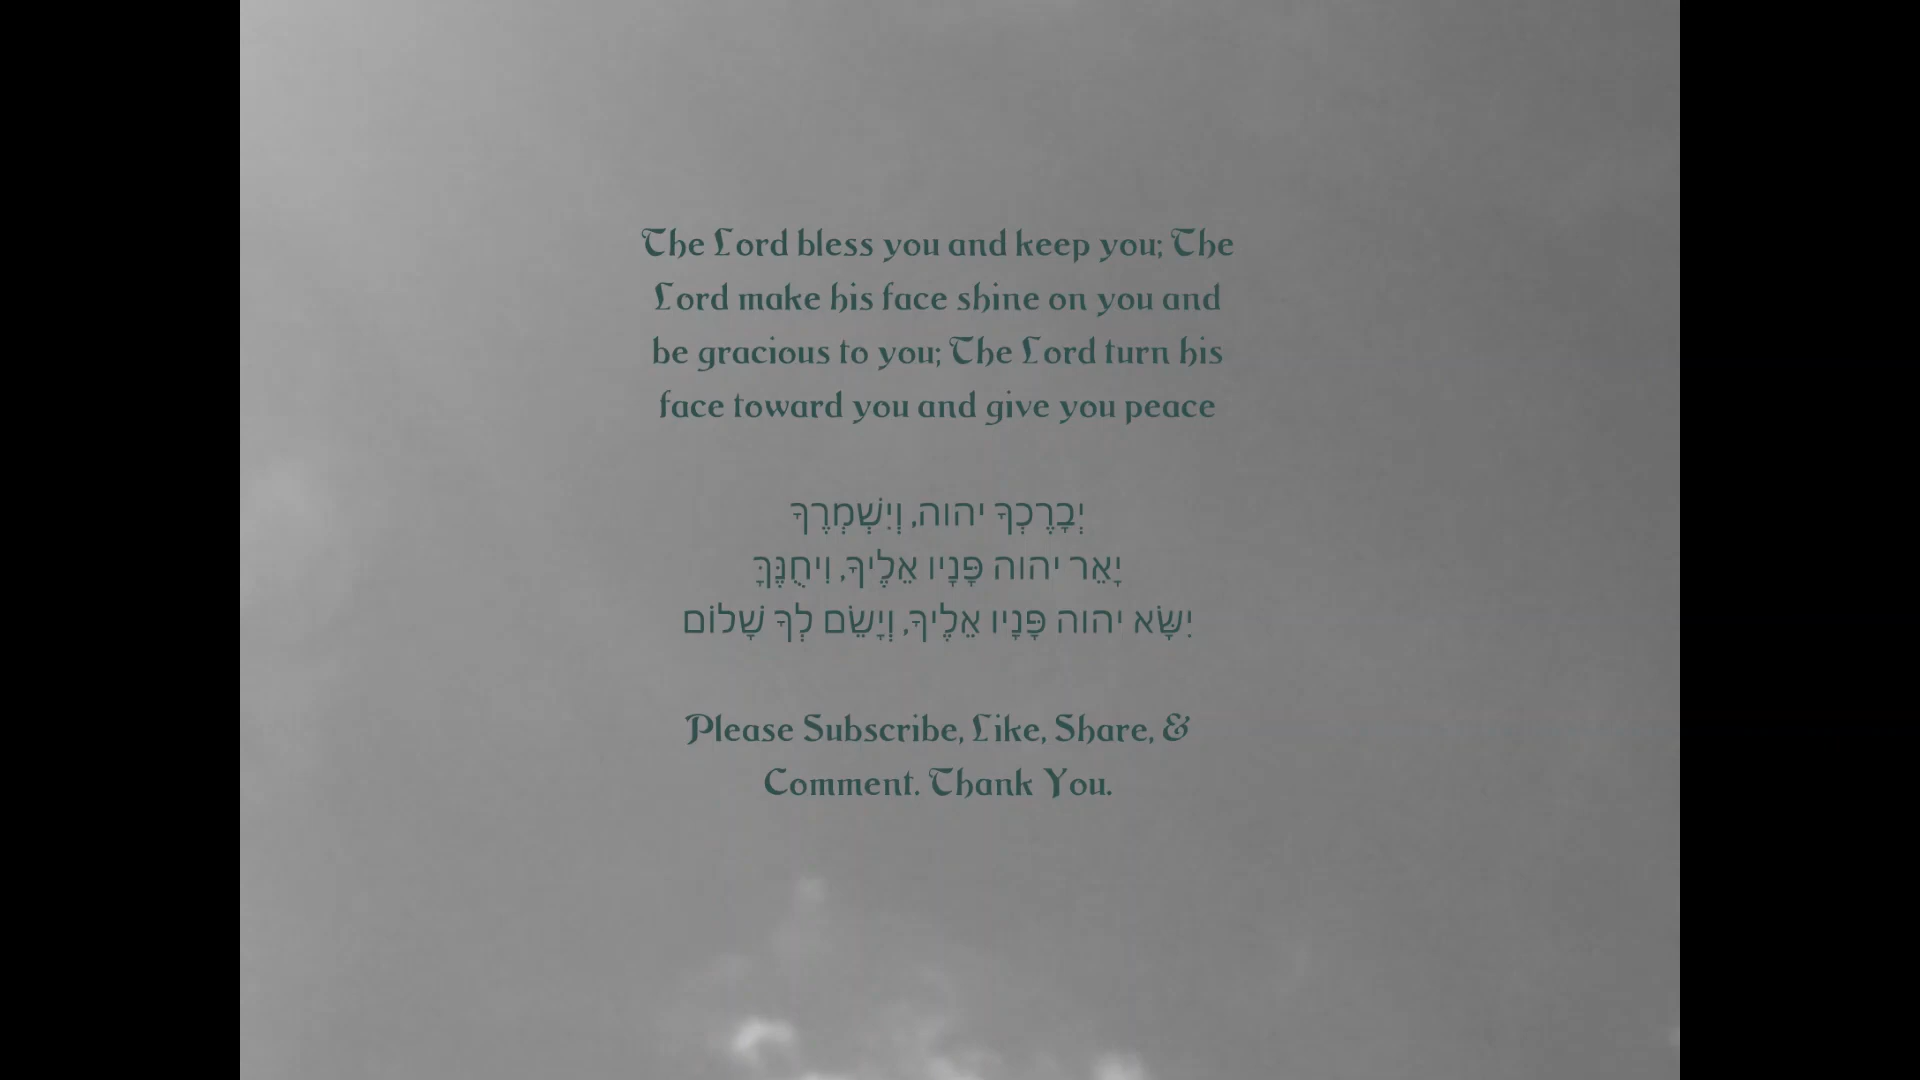 The Lord bless you and keep you; The
Lord make his face shine on you and
be gracious to you; The Lord turn his
face toward you and give you peace
יְבָרֶכְךָ יהוה, וְיִשְׁמְרֶךָ
יָאֵר יהוה פָּנָיו אֵלֶיךָ, וִיחֻנֶּךָּ
יִשָּׂא יהוה פָּנָיו אֵלֶיךָ, וְיָשֵׂם לְךָ שָׁלוֹם
Please Subscribe, Like, Share, &
Comment. Thank You.